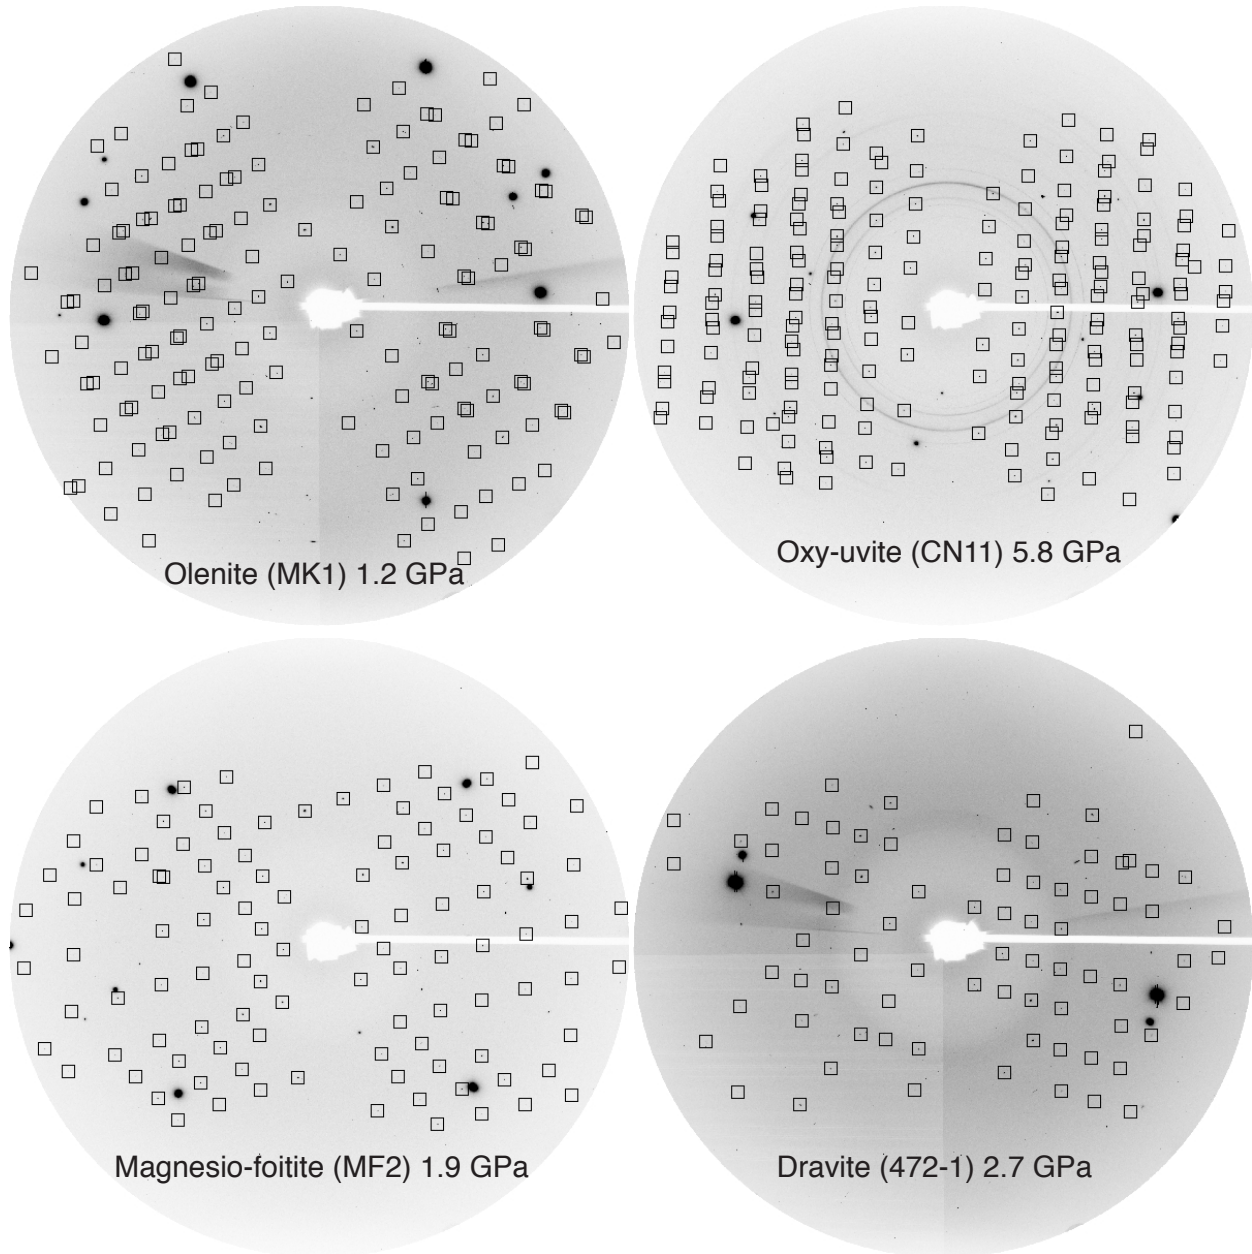 Olenite (MK1) 1.2 GPa
Oxy-uvite (CN11) 5.8 GPa
Magnesio-foitite (MF2) 1.9 GPa
Dravite (472-1) 2.7 GPa